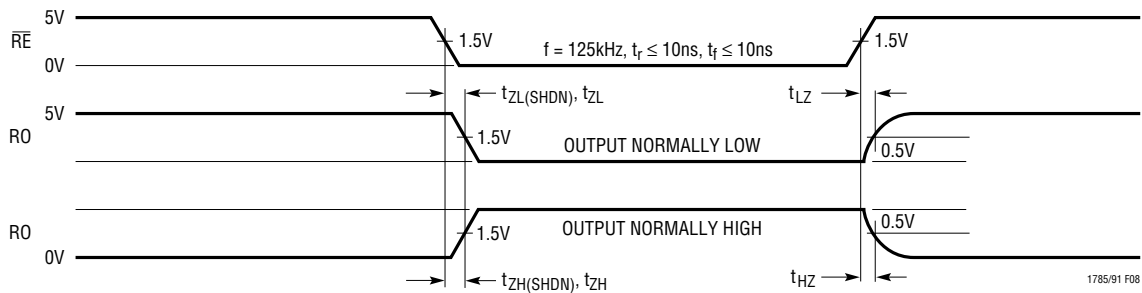 5V
RE
0V
1.5V
f = 125kHz, tr ≤ 10ns, tf ≤ 10ns
1.5V
tZL(SHDN), tZL
tLZ
5V
RO
1.5V
OUTPUT NORMALLY LOW
0.5V
RO
0V
1.5V
OUTPUT NORMALLY HIGH
0.5V
tZH(SHDN), tZH
tHZ
1785/91 F08